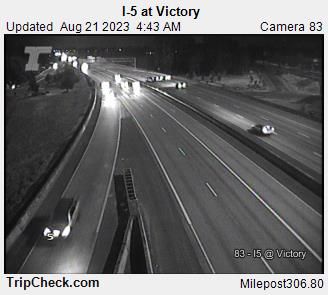 I-5 at Victory
Updated Aug 21 2023 4:43 AM Camera 83
T
83 - I5 @ Victory
TripCheck.com Milepost306.80